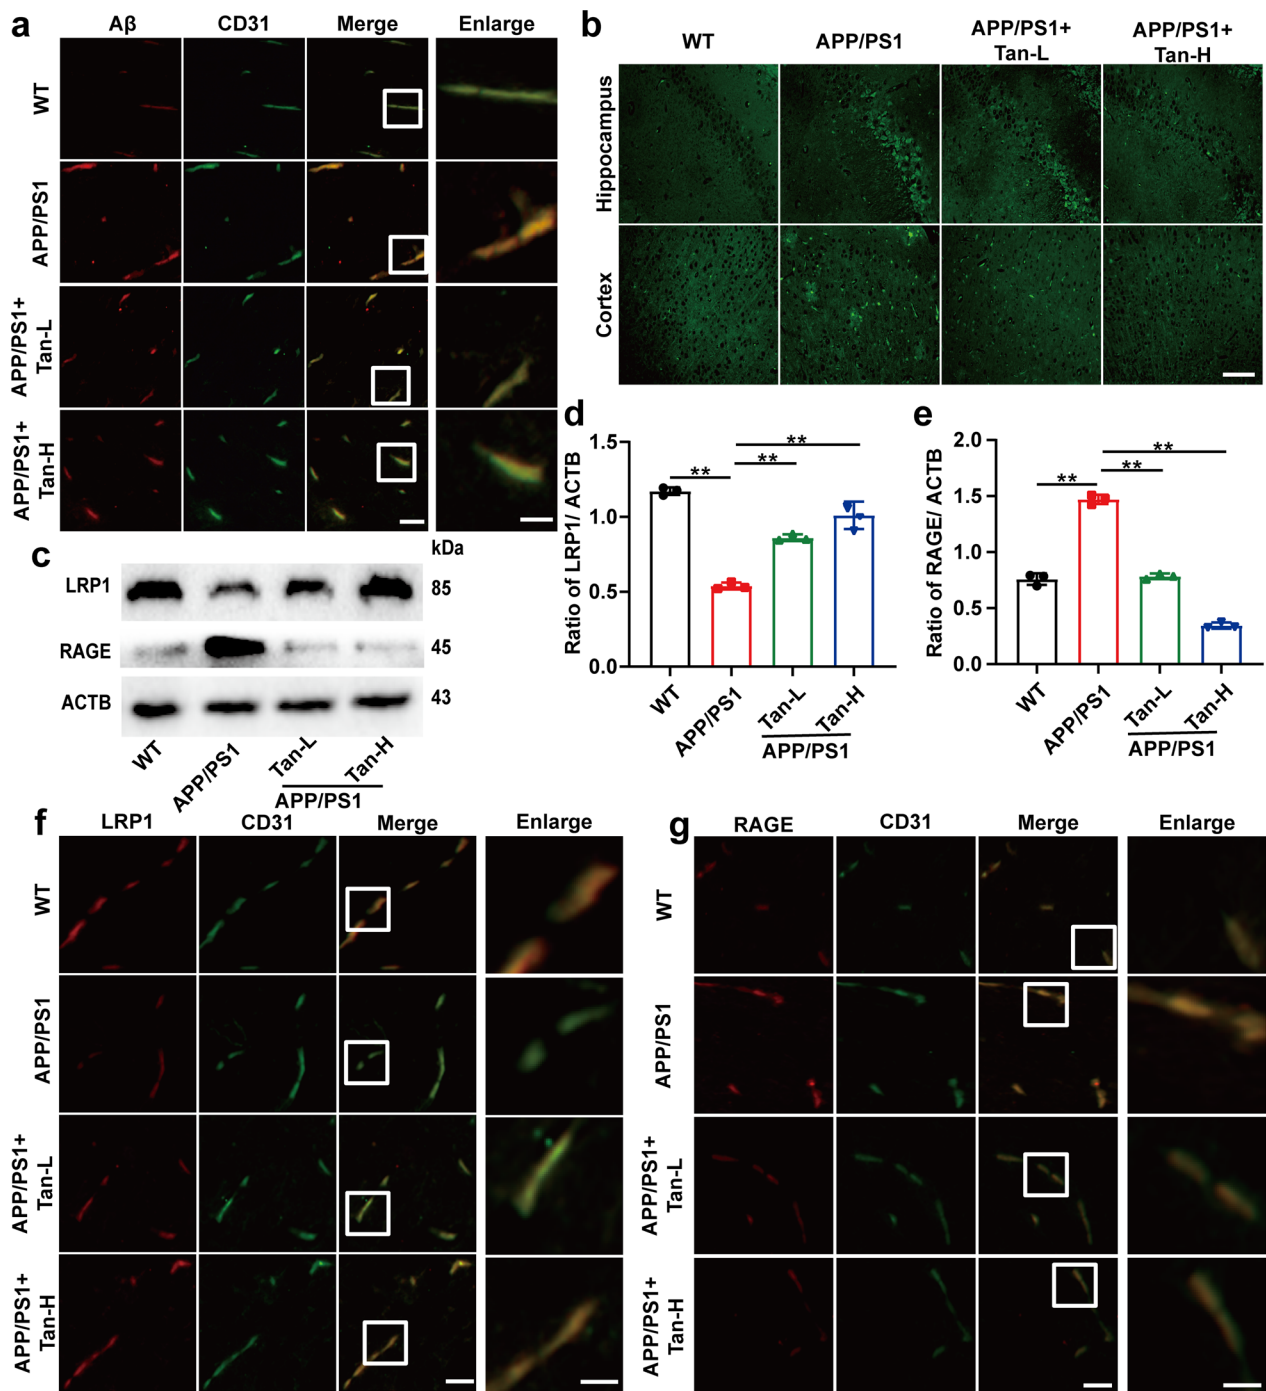 a
Aβ CD31 Merge Enlarge
WT
APP/PS1
APP/PS1+
Tan-L
APP/PS1+
Tan-H
b
WT APP/PS1 APP/PS1+
Tan-L
APP/PS1+
Tan-H
Hippocampus
Cortex
c
kDa
LRP1 85
RAGE 45
ACTB 43
WT APP/PS1 Tan-L Tan-H
APP/PS1
d
Ratio of LRP1/ ACTB
1.5
1.0
0.5
0.0
**
**
**
WT APP/PS1 Tan-L Tan-H
APP/PS1
e
Ratio of RAGE/ ACTB
2.0
1.5
1.0
0.5
0.0
**
**
**
WT APP/PS1 Tan-L Tan-H
APP/PS1
f
LRP1 CD31 Merge Enlarge
WT
APP/PS1
APP/PS1+
Tan-L
APP/PS1+
Tan-H
g
RAGE CD31 Merge Enlarge
WT
APP/PS1
APP/PS1+
Tan-L
APP/PS1+
Tan-H